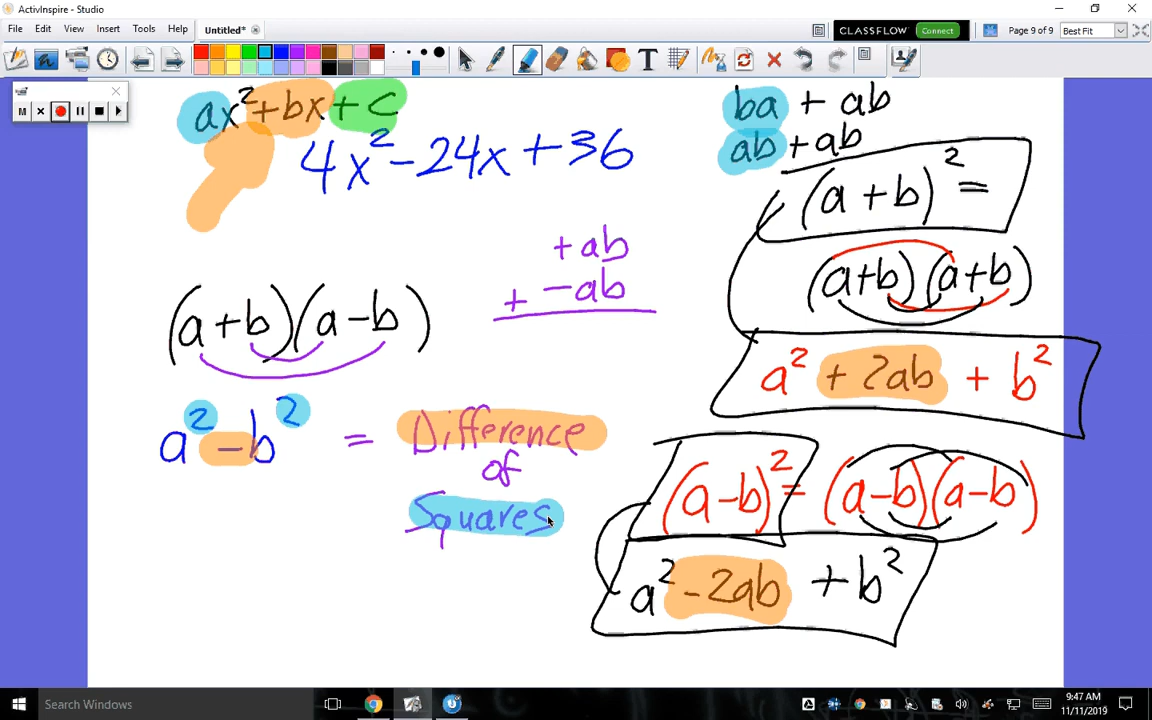 ActivInspire - Studio
File Edit View Insert Tools Help Untitled*
CLASSFLOW Connect
Page 9 of 9 Best Fit
M
T
ax²+bx+c
4x²-24x+36
(a+b)(a-b)
+ab
+ -ab
a²-b² = Difference
of
Squares
ba + ab
ab + ab
(a+b)² =
(a+b)(a+b)
a² + 2ab + b²
(a-b)² = (a-b)(a-b)
a² - 2ab + b²
Search Windows
9:47 AM
11/11/2019